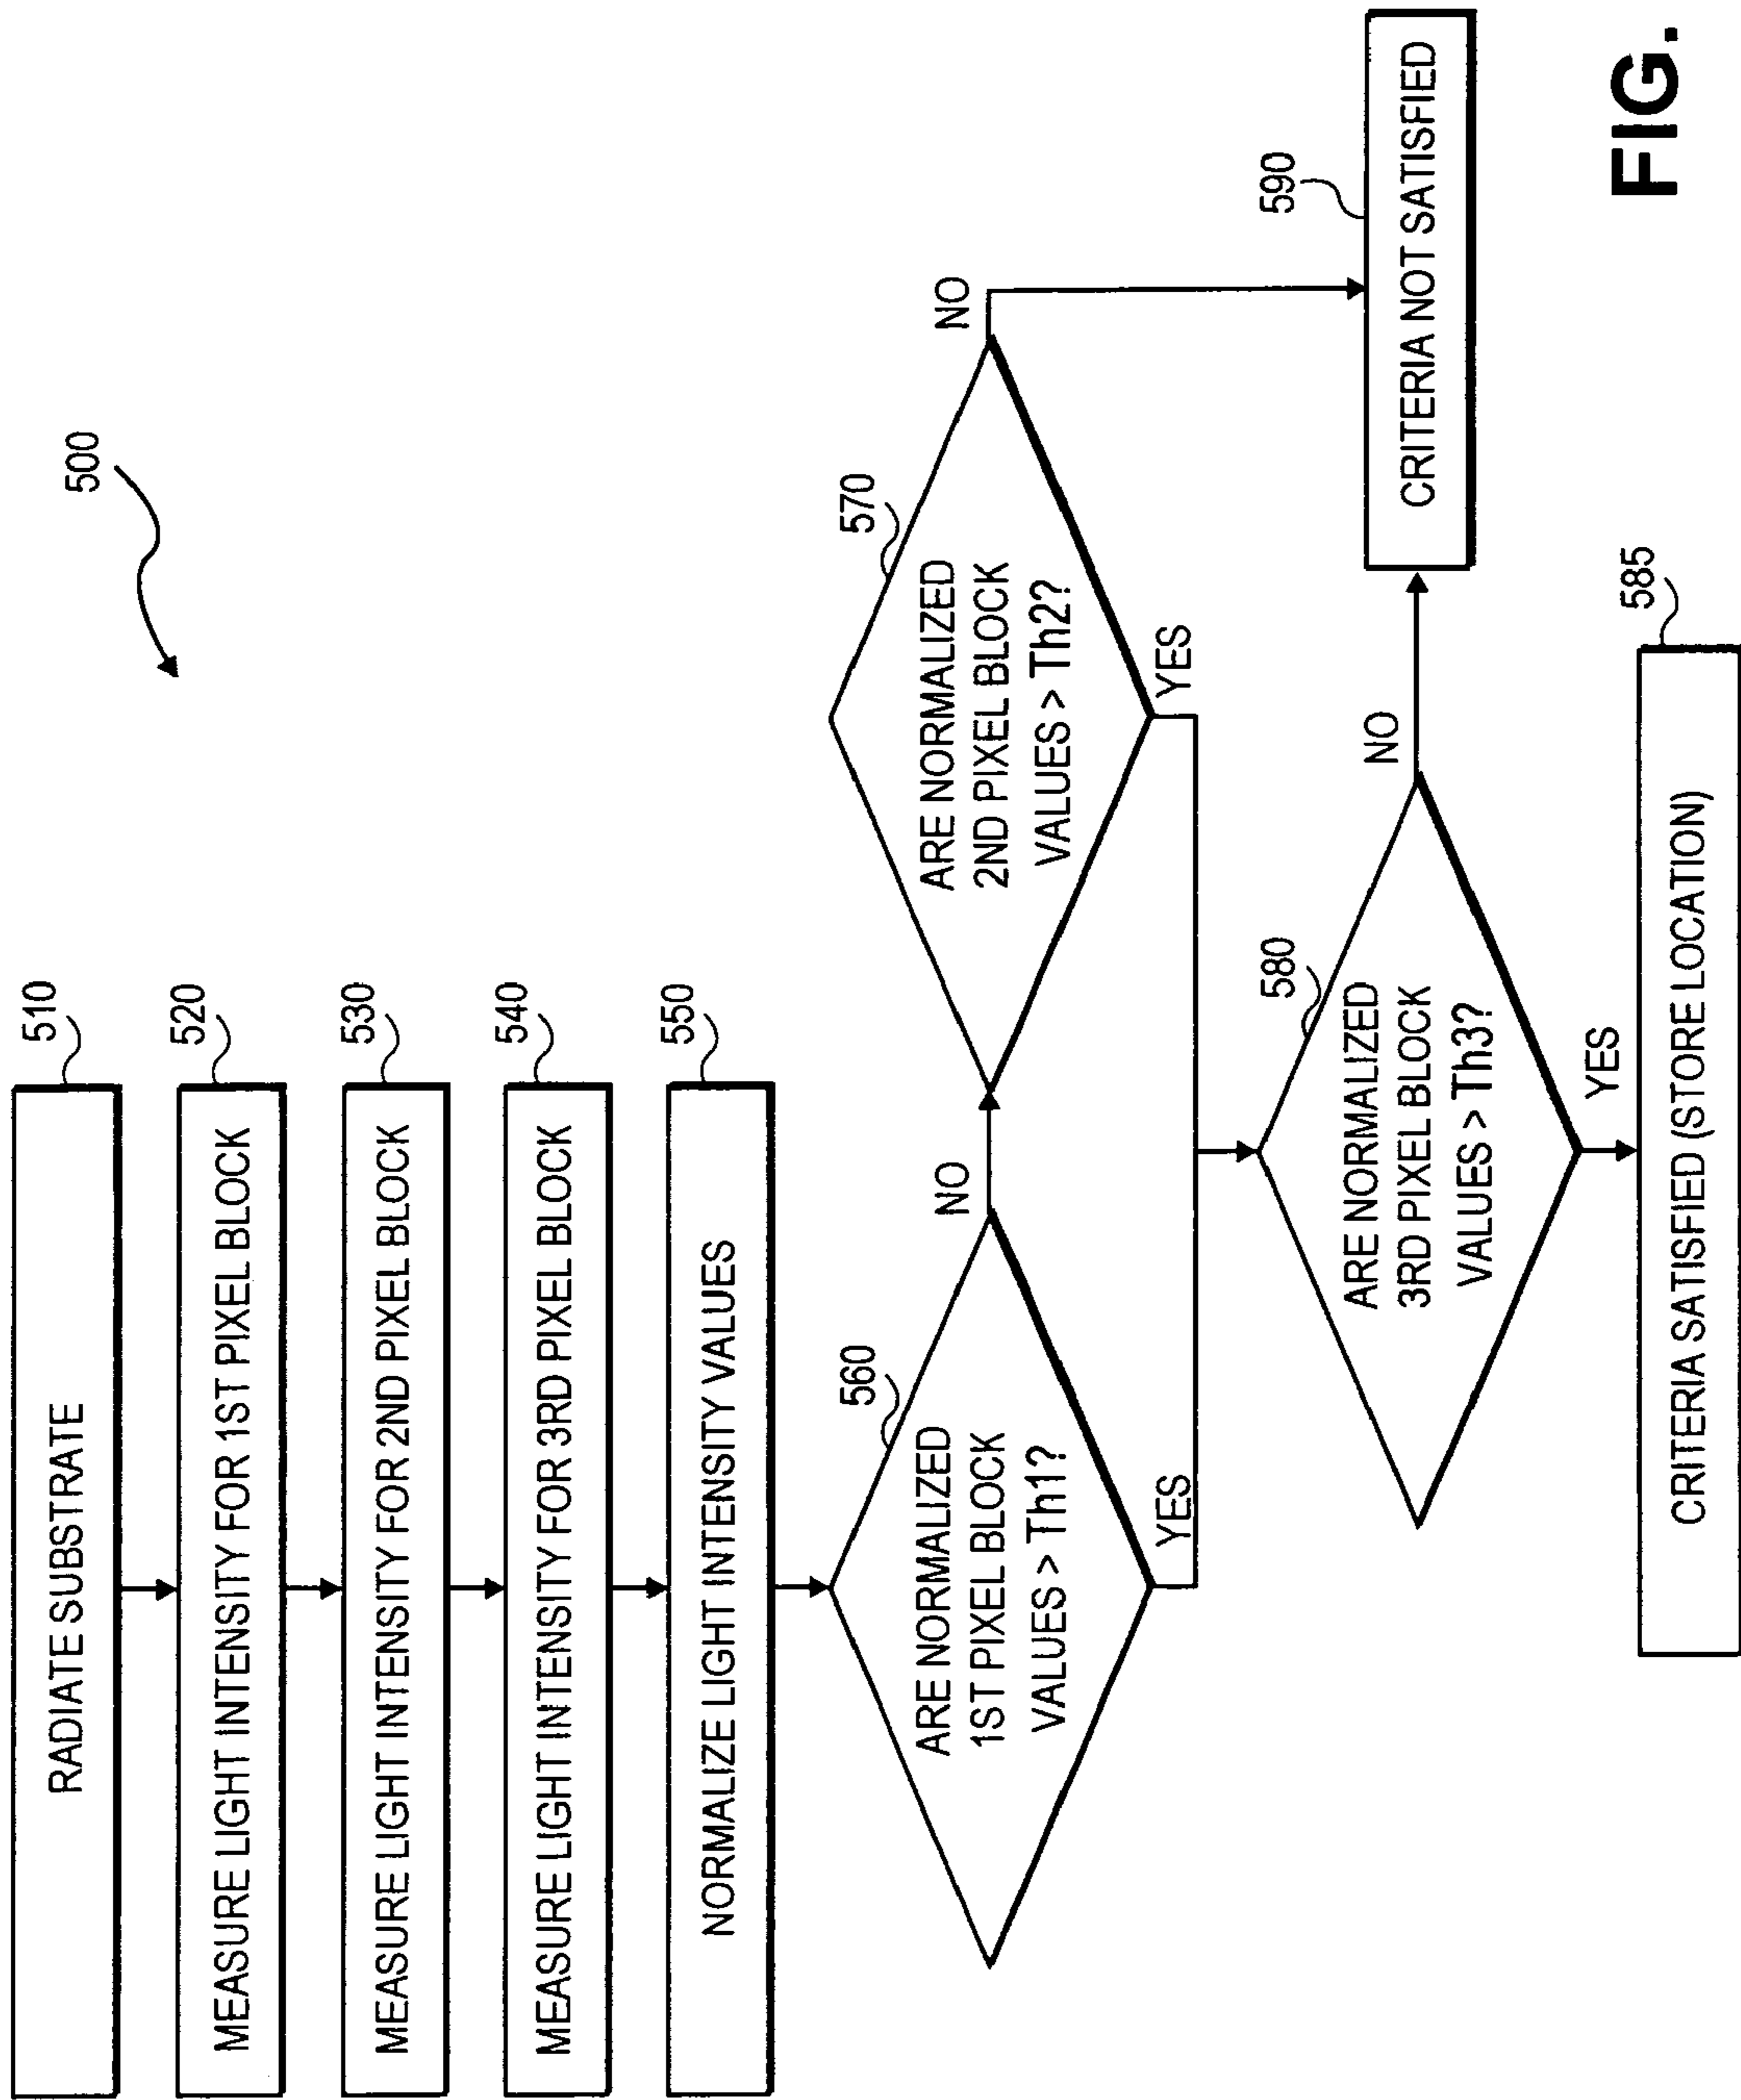 500
510
RADIATE SUBSTRATE
520
MEASURE LIGHT INTENSITY FOR 1ST PIXEL BLOCK
530
MEASURE LIGHT INTENSITY FOR 2ND PIXEL BLOCK
540
MEASURE LIGHT INTENSITY FOR 3RD PIXEL BLOCK
550
NORMALIZE LIGHT INTENSITY VALUES
560
ARE NORMALIZED
1ST PIXEL BLOCK
VALUES > Th1?
NO
YES
570
ARE NORMALIZED
2ND PIXEL BLOCK
VALUES > Th2?
NO
YES
580
ARE NORMALIZED
3RD PIXEL BLOCK
VALUES > Th3?
NO
YES
590
CRITERIA NOT SATISFIED
585
CRITERIA SATISFIED (STORE LOCATION)
FIG.